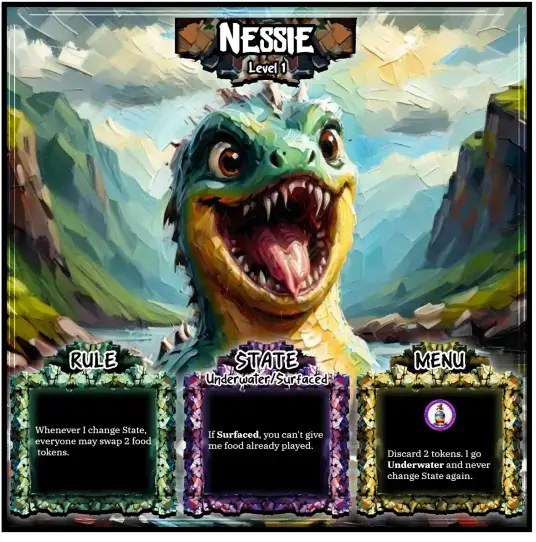 NESSIE
Level 1
RULE
Whenever I change State,
everyone may swap 2 food
tokens.
STATE
Underwater/Surfaced
If Surfaced, you can't give
me food already played.
MENU
Discard 2 tokens. I go
Underwater and never
change State again.